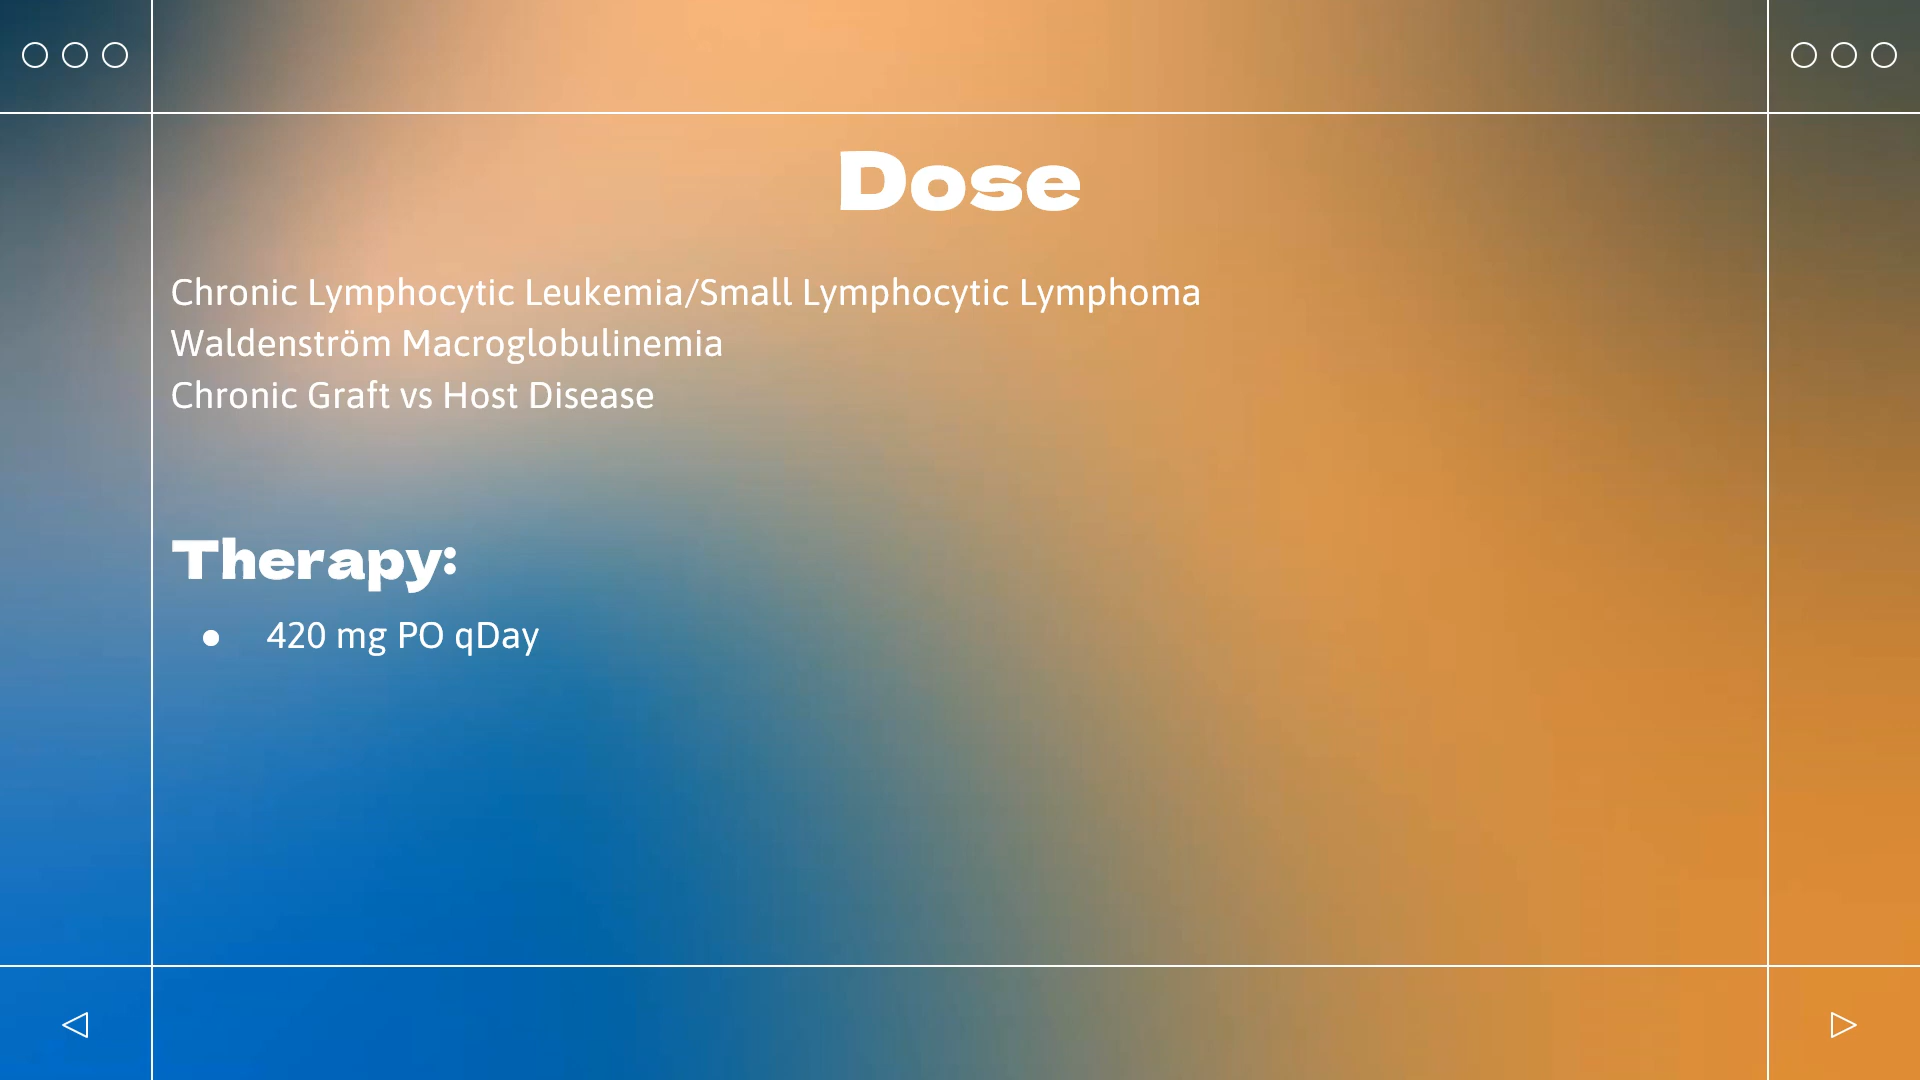 Dose
Chronic Lymphocytic Leukemia/Small Lymphocytic Lymphoma
Waldenström Macroglobulinemia
Chronic Graft vs Host Disease
Therapy:
● 420 mg PO qDay